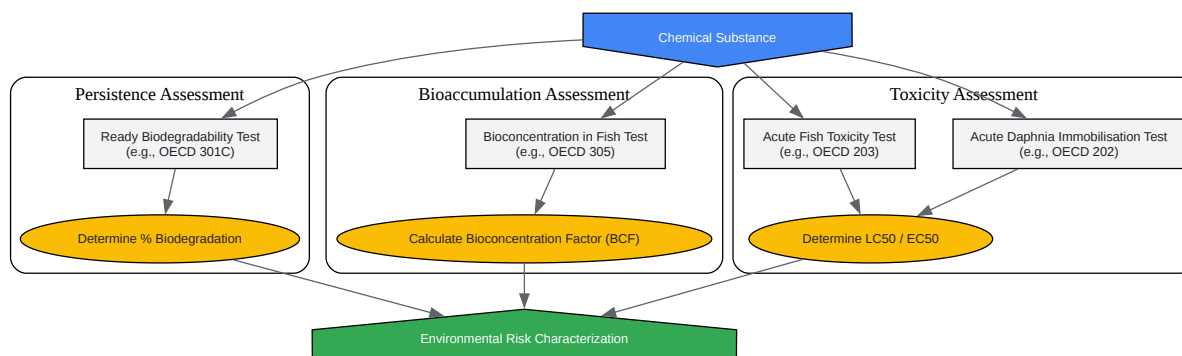 Chemical Substance
Persistence Assessment
Bioaccumulation Assessment
Toxicity Assessment
Ready Biodegradability Test
(e.g., OECD 301C)
Bioconcentration in Fish Test
(e.g., OECD 305)
Acute Fish Toxicity Test
(e.g., OECD 203)
Acute Daphnia Immobilisation Test
(e.g., OECD 202)
Determine % Biodegradation
Calculate Bioconcentration Factor (BCF)
Determine LC50 / EC50
Environmental Risk Characterization